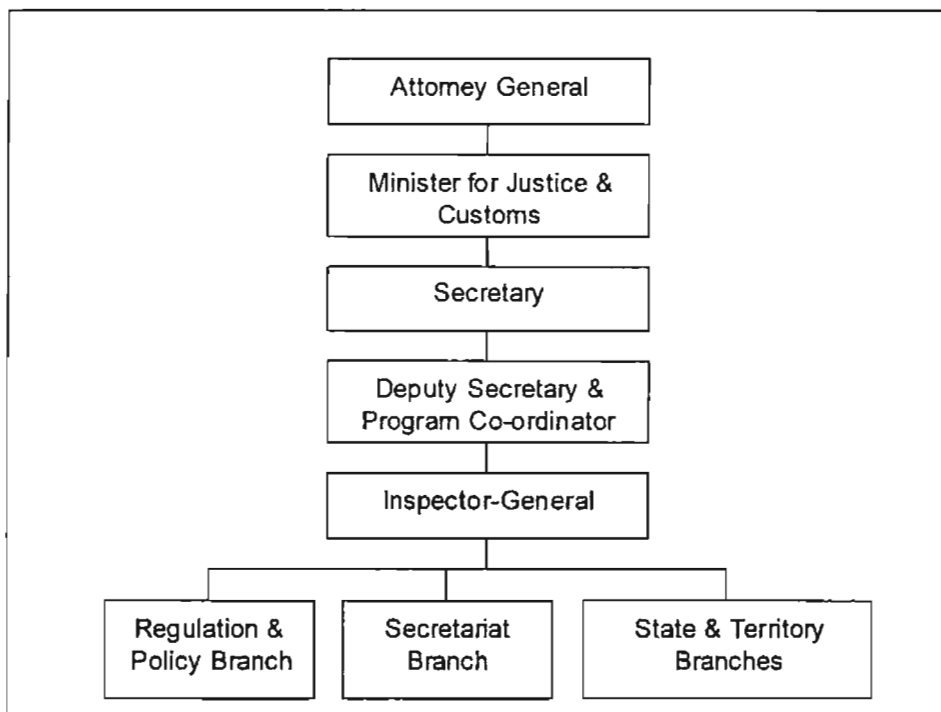 Attorney General
Minister for Justice &
Customs
Secretary
Deputy Secretary &
Program Co-ordinator
Inspector-General
Regulation &
Policy Branch
Secretariat
Branch
State & Territory
Branches